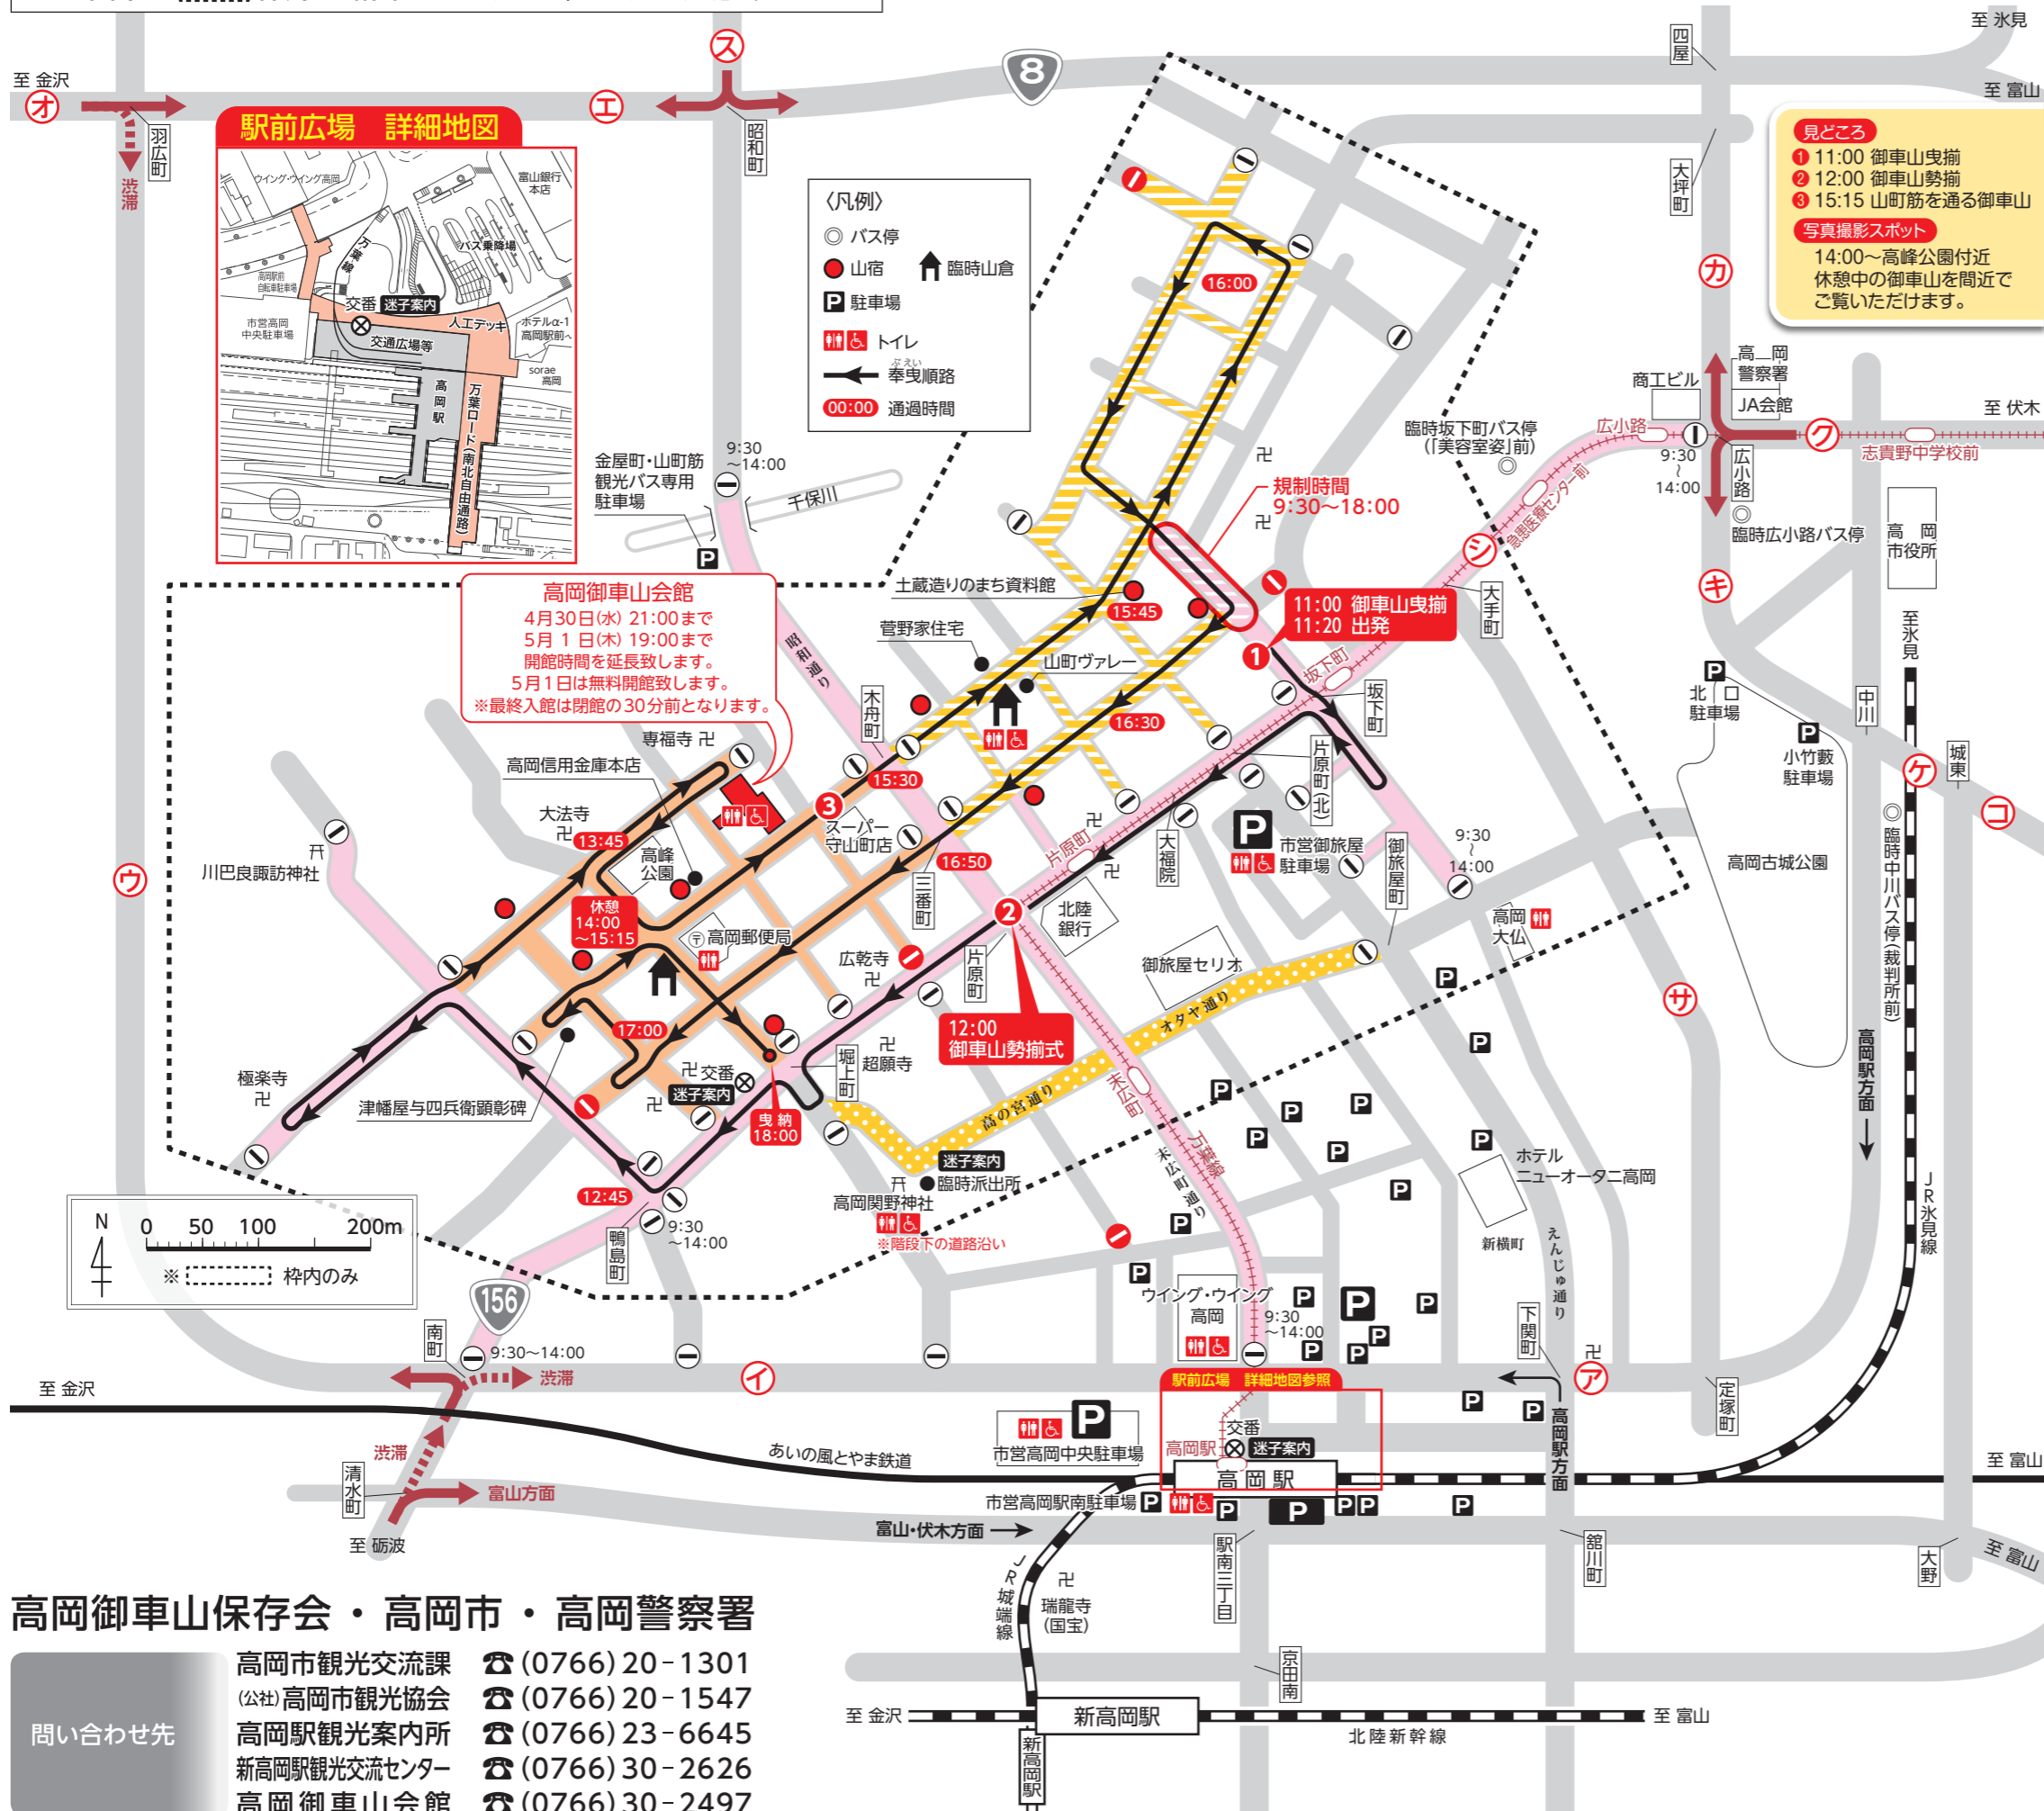 至 氷見
四屋
8
至 金沢
オ
エ
ス
至 富山
羽広町
渋滞
昭和町
大坪町
駅前広場 詳細地図
ウイング・ウイング高岡
富山銀行
本店
万葉線
バス乗降場
高岡駅前
自転車駐車場
交番 迷子案内
人工デッキ
市営高岡
中央駐車場
交通広場等
ホテルα-1
高岡駅前へ
sorae
高岡
高岡駅
万葉ロード(南北自由通路)
〈凡例〉
バス停
山宿
臨時山倉
P 駐車場
トイレ
ぶえい
奉曳順路
00:00 通過時間
見どころ
1 11:00 御車山曳揃
2 12:00 御車山勢揃
3 15:15 山町筋を通る御車山
写真撮影スポット
14:00～高峰公園付近
休憩中の御車山を間近で
ご覧いただけます。
カ
16:00
高岡
警察署
商工ビル
JA会館
至 伏木
広小路
ク
志貴野中学校前
9:30
～
14:00
広小路
臨時広小路バス停
高岡
市役所
臨時坂下町バス停
(「美容室姿」前)
急患医療センター前
シ
キ
大手町
規制時間
9:30～18:00
金屋町・山町筋
観光バス専用
駐車場
P
9:30
～14:00
千保川
高岡御車山会館
4月30日(水) 21:00まで
5月 1 日(木) 19:00まで
開館時間を延長致します。
5月1日は無料開館致します。
※最終入館は閉館の30分前となります。
土蔵造りのまち資料館
15:45
11:00 御車山曳揃
11:20 出発
1
菅野家住宅
山町ヴァレー
昭和通り
木舟町
坂下町
坂下町
16:30
片原町(北)
至氷見
P
北口
駐車場
中川
P
小竹藪
駐車場
城東
ケ
コ
専福寺
高岡信用金庫本店
15:30
3
スーパー
守山町店
大法寺
13:45
高峰
公園
川巴良諏訪神社
ウ
16:50
三番町
片原町
大福院
P
市営御旅屋
駐車場
御旅屋町
9:30
～
14:00
高岡古城公園
臨時中川バス停(裁判所前)
休憩
14:00
～15:15
高岡郵便局
2
北陸
銀行
高岡
大仏
広乾寺
片原町
御旅屋セリオ
オタヤ通り
サ
17:00
12:00
御車山勢揃式
堀上町
超願寺
極楽寺
津幡屋与四兵衛顕彰碑
交番
迷子案内
曳納
18:00
高の宮通り
末広町
万葉線
末広町通り
高岡駅方面
迷子案内
臨時派出所
高岡関野神社
※階段下の道路沿い
ホテル
ニューオータニ高岡
12:45
9:30
～14:00
鴨島町
N
0 50 100 200m
※ 枠内のみ
156
新横町
えんじゅ通り
JR氷見線
ウイング・ウイング
高岡
9:30
～14:00
下関町
南町
9:30～14:00
渋滞
イ
ア
駅前広場 詳細地図参照
定塚町
至 金沢
P
市営高岡中央駐車場
交番
高岡駅
迷子案内
高岡駅方面
渋滞
あいの風とやま鉄道
至 富山
清水町
富山方面
高岡駅
市営高岡駅南駐車場 P
至 砺波
富山・伏木方面
駅南三丁目
舘川町
大野
至 富山
JR城端線
瑞龍寺
(国宝)
京田南
至 金沢
新高岡駅
至 富山
北陸新幹線
新高岡駅
高岡御車山保存会・高岡市・高岡警察署
問い合わせ先
高岡市観光交流課 ☎(0766)20-1301
(公社)高岡市観光協会 ☎(0766)20-1547
高岡駅観光案内所 ☎(0766)23-6645
新高岡駅観光交流センター ☎(0766)30-2626
高岡御車山会館 ☎(0766)30-2497